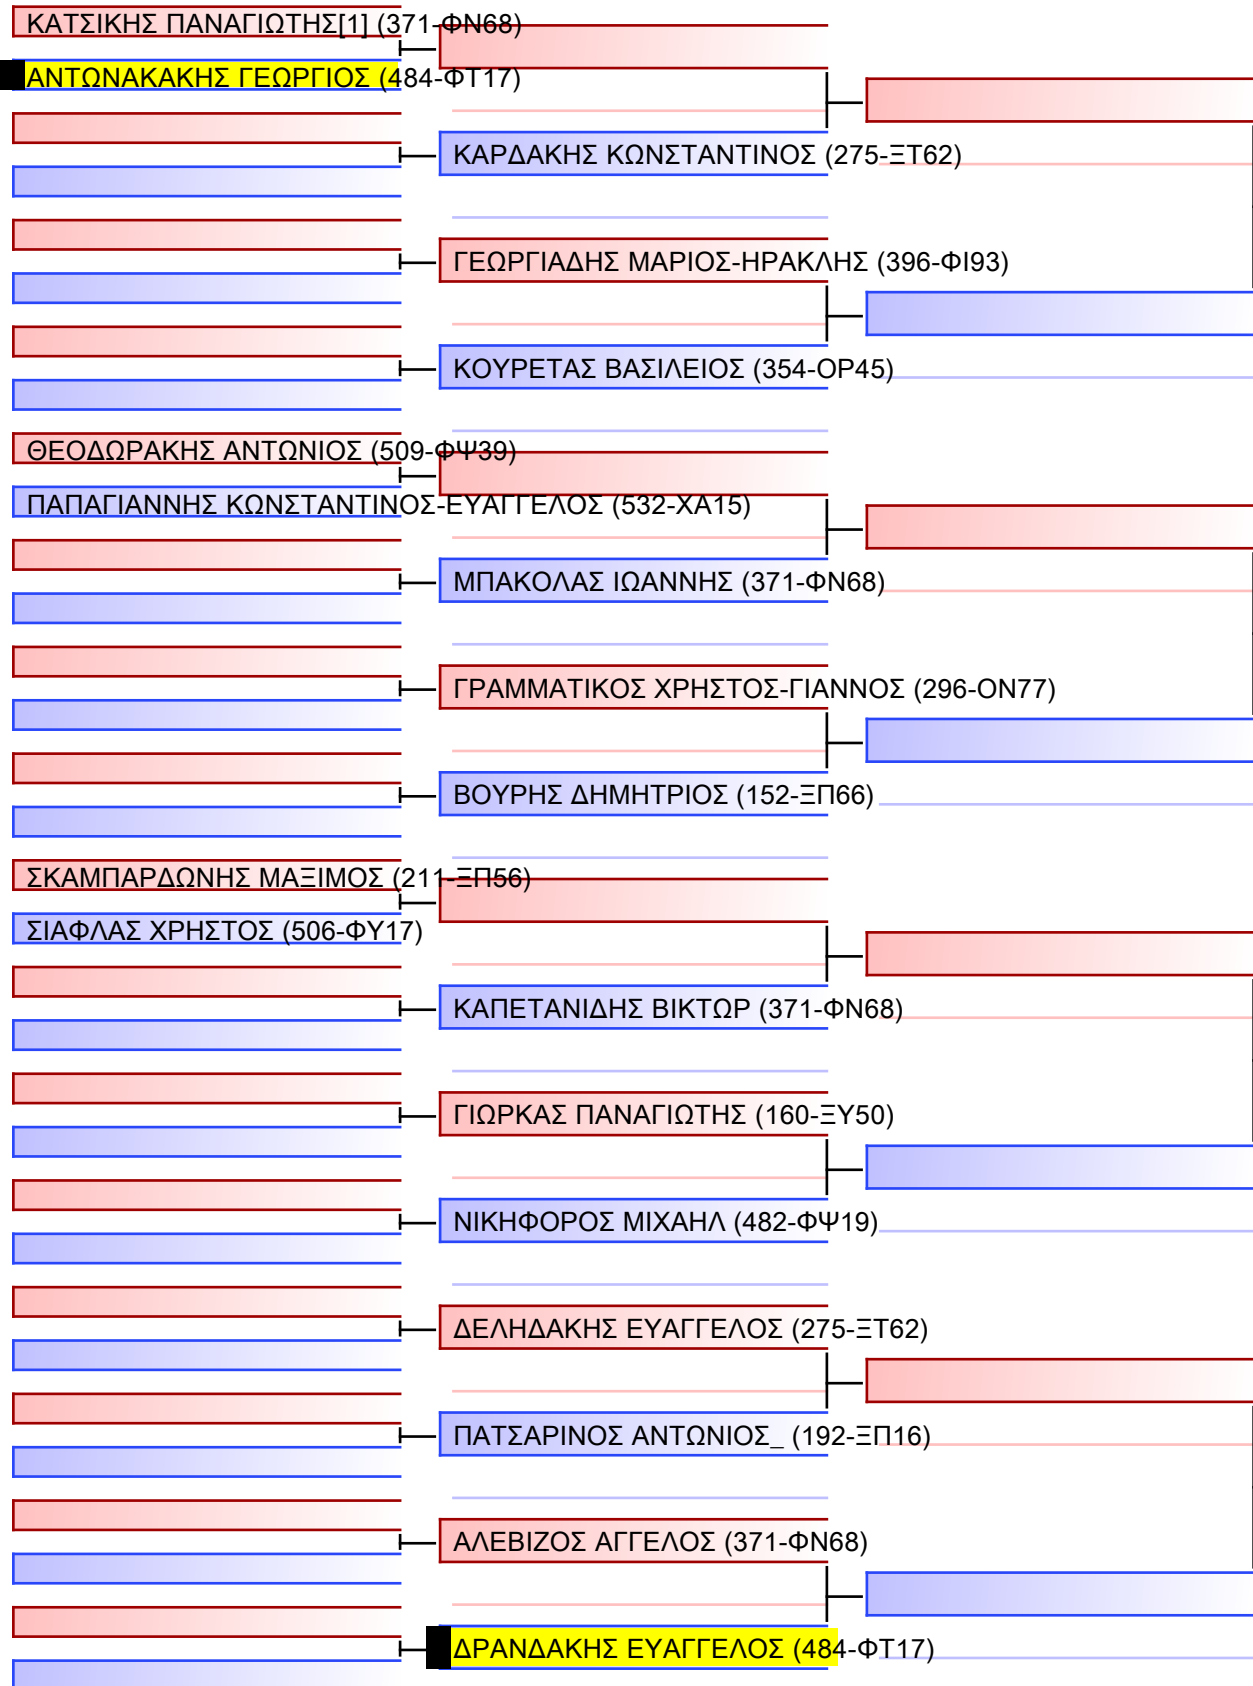 ΚΑΤΣΙΚΗΣ ΠΑΝΑΓΙΩΤΗΣ[1] (371-ΦΝ68)
ΑΝΤΩΝΑΚΑΚΗΣ ΓΕΩΡΓΙΟΣ (484-ΦΤ17)
ΚΑΡΔΑΚΗΣ ΚΩΝΣΤΑΝΤΙΝΟΣ (275-ΞΤ62)
ΓΕΩΡΓΙΑΔΗΣ ΜΑΡΙΟΣ-ΗΡΑΚΛΗΣ (396-ΦΙ93)
ΚΟΥΡΕΤΑΣ ΒΑΣΙΛΕΙΟΣ (354-ΟΡ45)
ΘΕΟΔΩΡΑΚΗΣ ΑΝΤΩΝΙΟΣ (509-ΦΨ39)
ΠΑΠΑΓΙΑΝΝΗΣ ΚΩΝΣΤΑΝΤΙΝΟΣ-ΕΥΑΓΓΕΛΟΣ (532-ΧΑ15)
ΜΠΑΚΟΛΑΣ ΙΩΑΝΝΗΣ (371-ΦΝ68)
ΓΡΑΜΜΑΤΙΚΟΣ ΧΡΗΣΤΟΣ-ΓΙΑΝΝΟΣ (296-ΟΝ77)
ΒΟΥΡΗΣ ΔΗΜΗΤΡΙΟΣ (152-ΞΠ66)
ΣΚΑΜΠΑΡΔΩΝΗΣ ΜΑΞΙΜΟΣ (211-ΞΠ56)
ΣΙΑΦΛΑΣ ΧΡΗΣΤΟΣ (506-ΦΥ17)
ΚΑΠΕΤΑΝΙΔΗΣ ΒΙΚΤΩΡ (371-ΦΝ68)
ΓΙΩΡΚΑΣ ΠΑΝΑΓΙΩΤΗΣ (160-ΞΥ50)
ΝΙΚΗΦΟΡΟΣ ΜΙΧΑΗΛ (482-ΦΨ19)
ΔΕΛΗΔΑΚΗΣ ΕΥΑΓΓΕΛΟΣ (275-ΞΤ62)
ΠΑΤΣΑΡΙΝΟΣ ΑΝΤΩΝΙΟΣ_ (192-ΞΠ16)
ΑΛΕΒΙΖΟΣ ΑΓΓΕΛΟΣ (371-ΦΝ68)
ΔΡΑΝΔΑΚΗΣ ΕΥΑΓΓΕΛΟΣ (484-ΦΤ17)